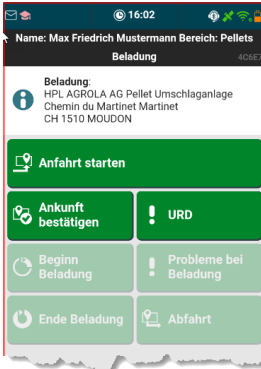 16:02
Name: Max Friedrich Mustermann Bereich: Pellets
Beladung
4C6E7
Beladung:
HPL AGROLA AG Pellet Umschlaganlage
Chemin du Martinet Martinet
CH 1510 MOUDON
Anfahrt starten
Ankunft
bestätigen
URD
Beginn
Beladung
Probleme bei
Beladung
Ende Beladung
Abfahrt